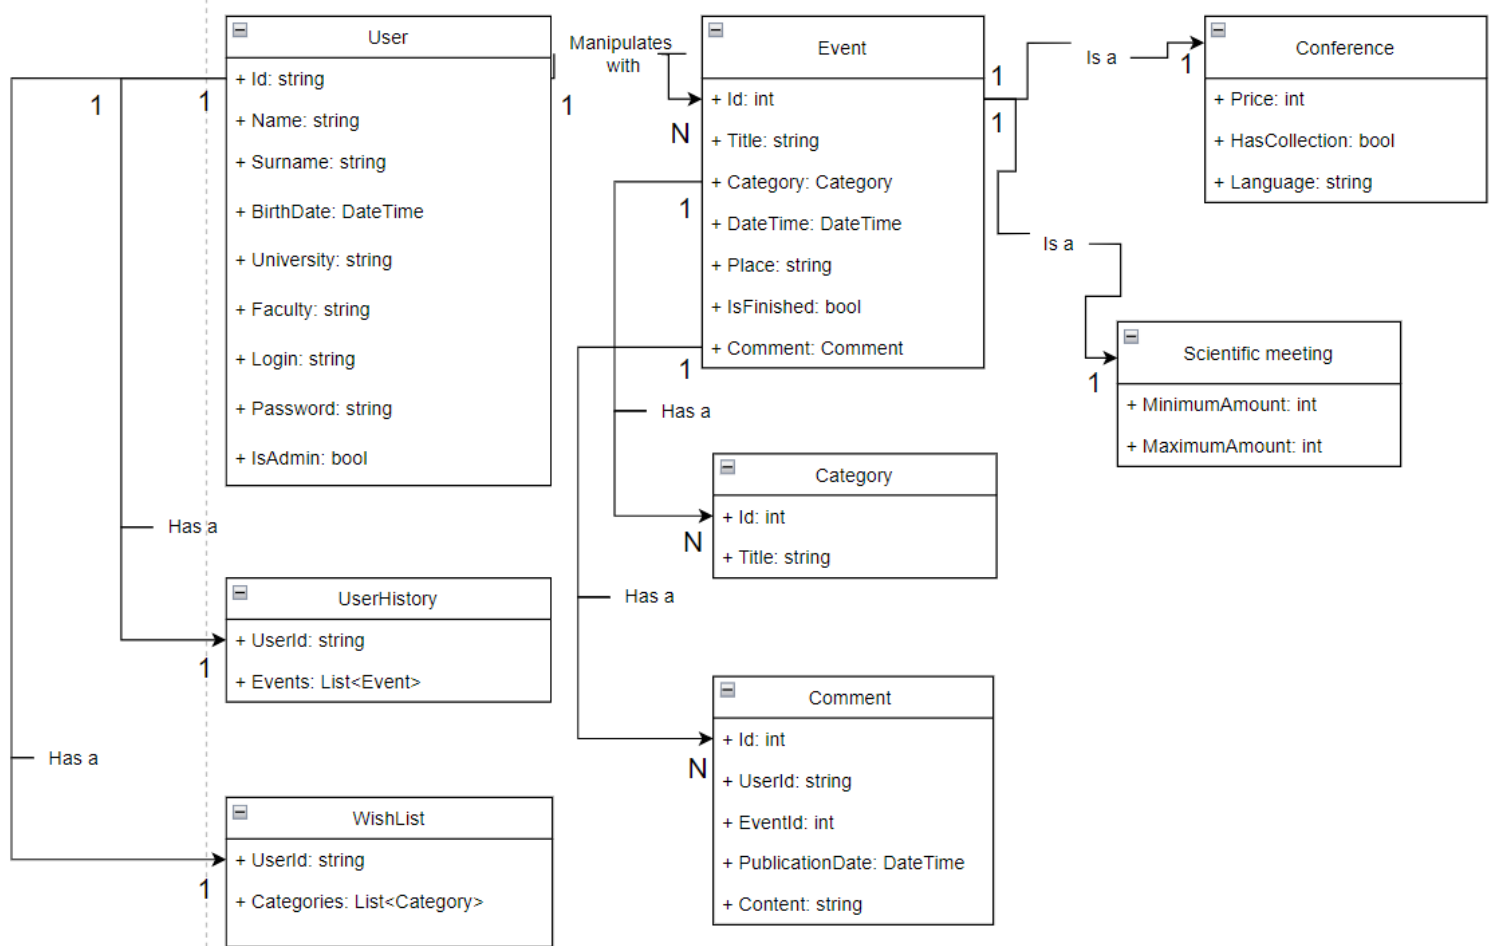 User
+ Id: string
+ Name: string
+ Surname: string
+ BirthDate: DateTime
+ University: string
+ Faculty: string
+ Login: string
+ Password: string
+ IsAdmin: bool
1
1
1
Manipulates
with
N
Event
+ Id: int
+ Title: string
+ Category: Category
+ DateTime: DateTime
+ Place: string
+ IsFinished: bool
+ Comment: Comment
1
1
1
1
Is a
1
Conference
+ Price: int
+ HasCollection: bool
+ Language: string
Is a
1
Scientific meeting
+ MinimumAmount: int
+ MaximumAmount: int
Has a
N
Category
+ Id: int
+ Title: string
Has a
1
UserHistory
+ UserId: string
+ Events: List<Event>
Has a
N
Comment
+ Id: int
+ UserId: string
+ EventId: int
+ PublicationDate: DateTime
+ Content: string
Has a
1
WishList
+ UserId: string
+ Categories: List<Category>